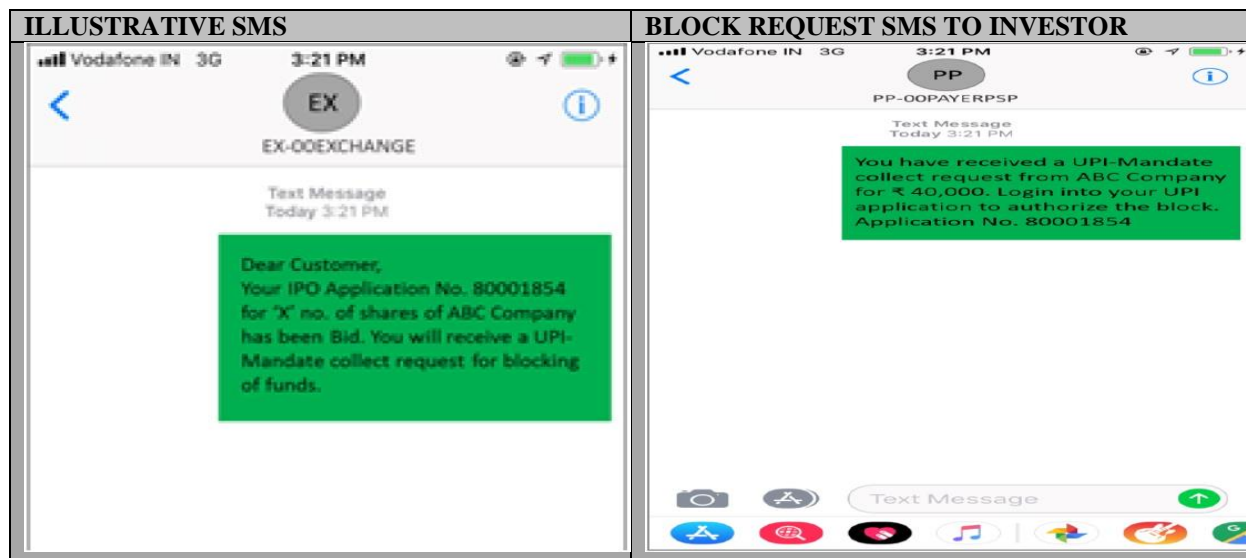 ILLUSTRATIVE SMS
Vodafone IN 3G 3:21 PM
EX
EX-00EXCHANGE
Text Message
Today 3:21 PM
Dear Customer,
Your IPO Application No. 80001854
for 'X' no. of shares of ABC Company
has been Bid. You will receive a UPI-
Mandate collect request for blocking
of funds.
BLOCK REQUEST SMS TO INVESTOR
Vodafone IN 3G 3:21 PM
PP
PP-00PAYERPSP
Text Message
Today 3:21 PM
You have received a UPI-Mandate
collect request from ABC Company
for ₹ 40,000. Login into your UPI
application to authorize the block.
Application No. 80001854
Text Message